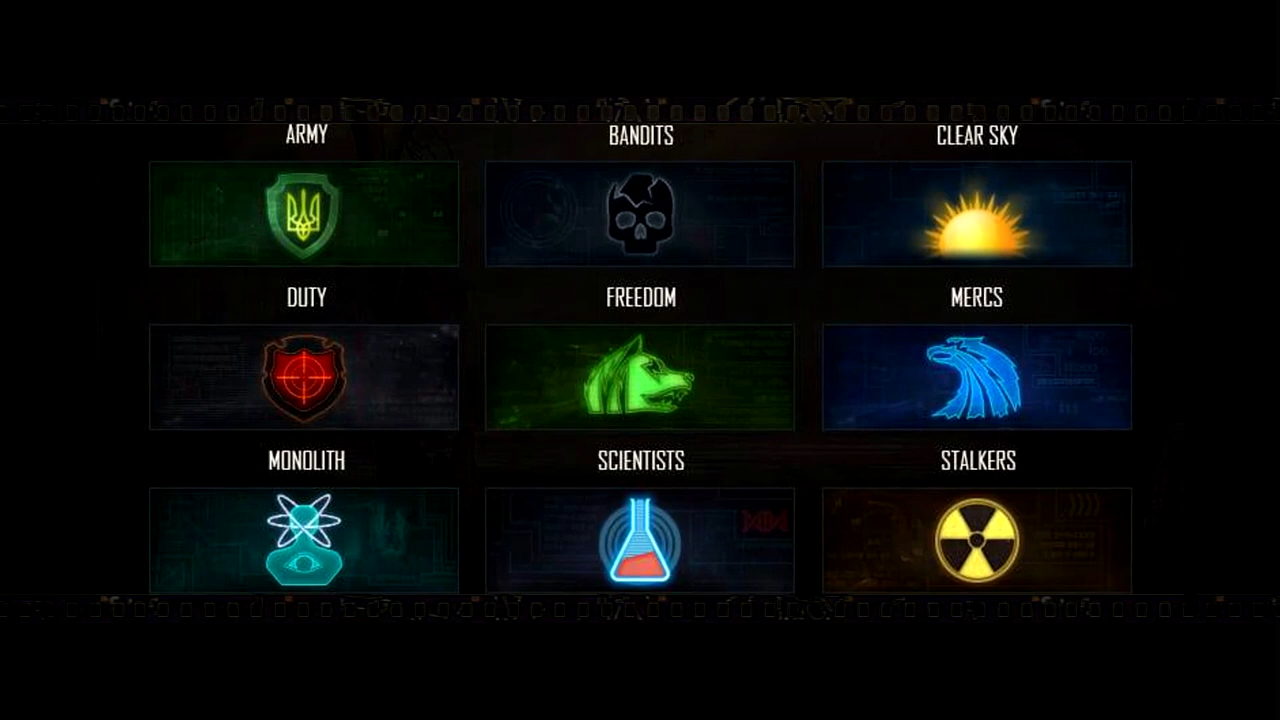 ARMY
BANDITS
CLEAR SKY
DUTY
FREEDOM
MERCS
MONOLITH
SCIENTISTS
STALKERS